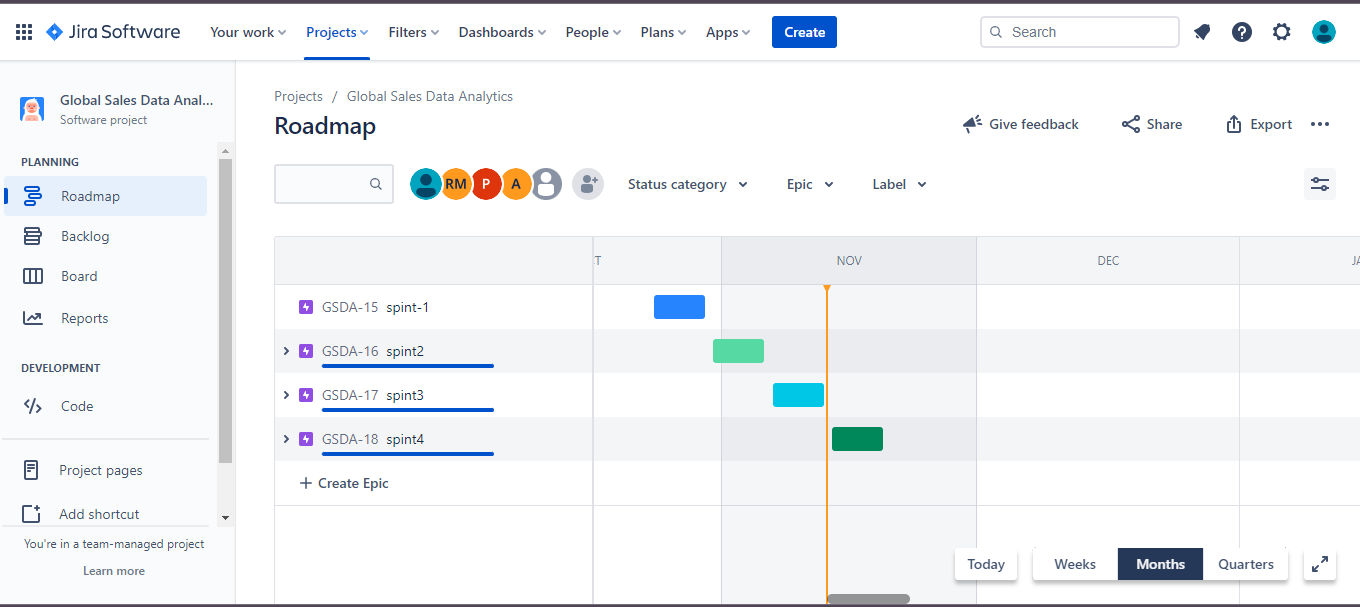 Jira Software Your work Projects Filters Dashboards People Plans Apps Create Search
Global Sales Data Anal...
Software project
PLANNING
Roadmap
Backlog
Board
Reports
DEVELOPMENT
Code
Project pages
Add shortcut
You're in a team-managed project
Learn more
Projects / Global Sales Data Analytics
Roadmap
Give feedback Share Export
RM P A Status category Epic Label
T NOV DEC JA
GSDA-15 spint-1
GSDA-16 spint2
GSDA-17 spint3
GSDA-18 spint4
+ Create Epic
Today Weeks Months Quarters